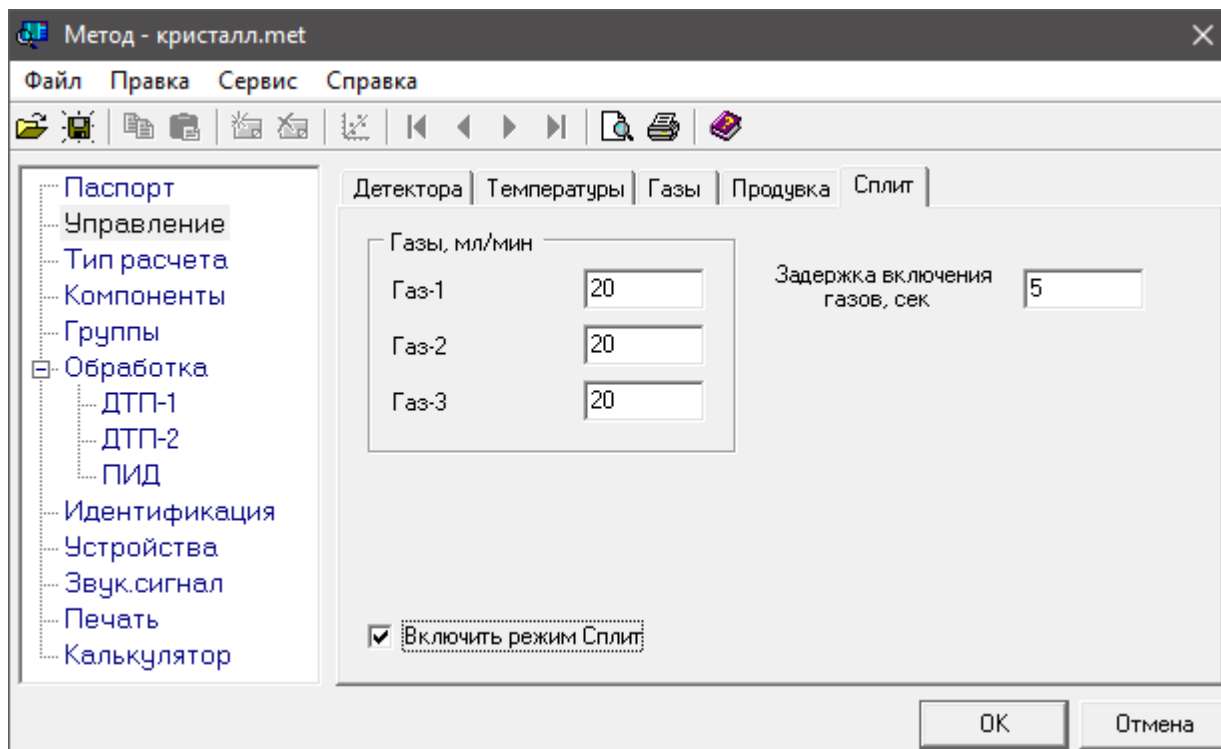 Метод - кристалл.met
Файл Правка Сервис Справка
Паспорт
Управление
Тип расчета
Компоненты
Группы
Обработка
ДТП-1
ДТП-2
ПИД
Идентификация
Устройства
Звук.сигнал
Печать
Калькулятор
Детектора Температуры Газы Продувка Сплит
Газы, мл/мин
Газ-1 20
Газ-2 20
Газ-3 20
Задержка включения
газов, сек 5
Включить режим Сплит
OK Отмена